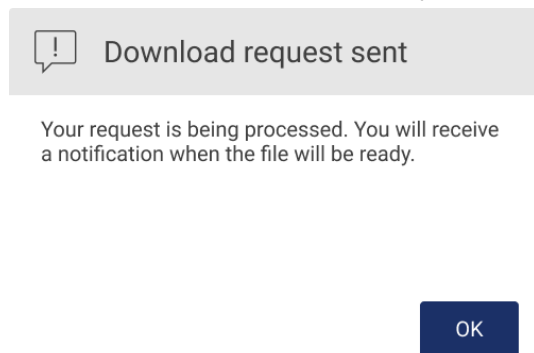 Download request sent
Your request is being processed. You will receive
a notification when the file will be ready.
OK